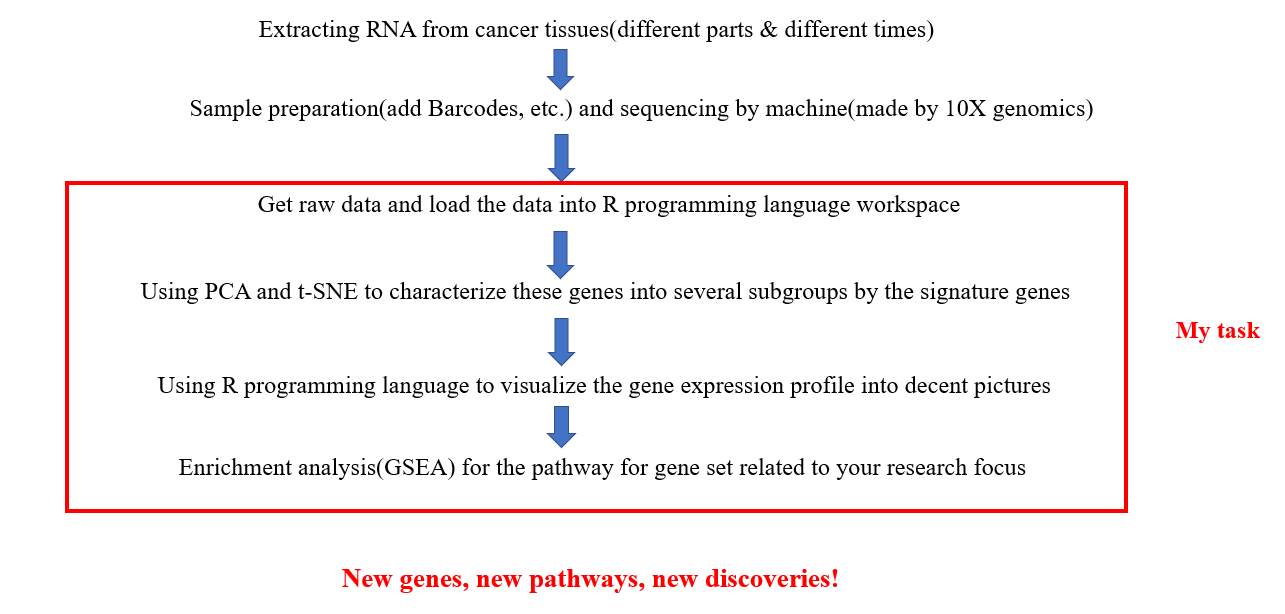 Extracting RNA from cancer tissues(different parts & different times)
Sample preparation(add Barcodes, etc.) and sequencing by machine(made by 10X genomics)
Get raw data and load the data into R programming language workspace
Using PCA and t-SNE to characterize these genes into several subgroups by the signature genes
My task
Using R programming language to visualize the gene expression profile into decent pictures
Enrichment analysis(GSEA) for the pathway for gene set related to your research focus
New genes, new pathways, new discoveries!